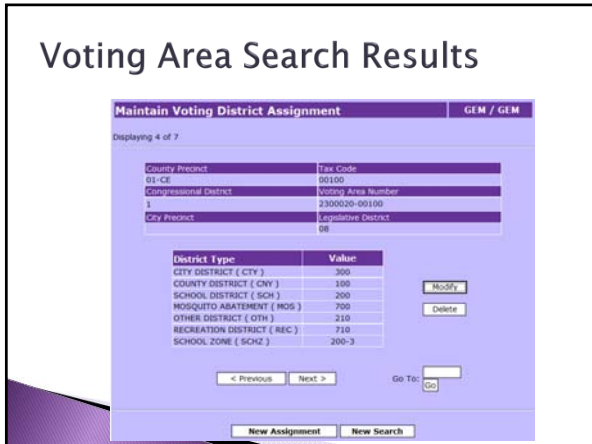 Voting Area Search Results
Maintain Voting District Assignment GEM / GEM
Displaying 4 of 7
County Precinct Tax Code
01-CE 00100
Congressional District Voting Area Number
1 2300020-00100
City Precinct Legislative District
08
District Type Value
CITY DISTRICT ( CTY ) 300
COUNTY DISTRICT ( CNY ) 100
SCHOOL DISTRICT ( SCH ) 200
MOSQUITO ABATEMENT ( MOS ) 700
OTHER DISTRICT ( OTH ) 210
RECREATION DISTRICT ( REC ) 710
SCHOOL ZONE ( SCHZ ) 200-3
Modify
Delete
< Previous Next > Go To:
Go
New Assignment New Search